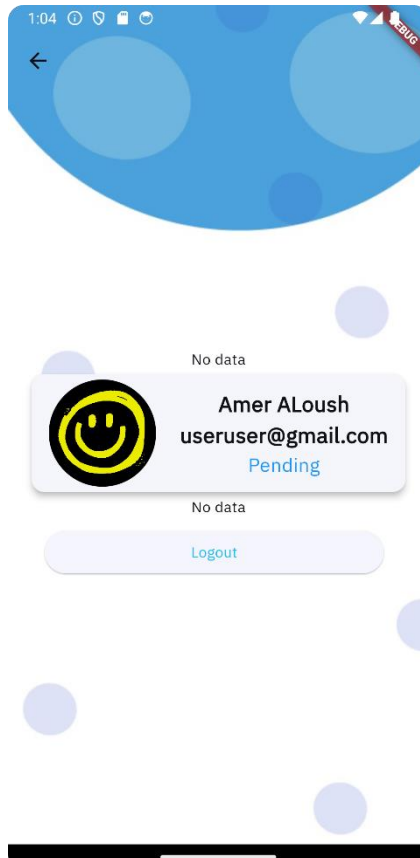 1:04
DEBUG
No data
Amer ALoush
useruser@gmail.com
Pending
No data
Logout